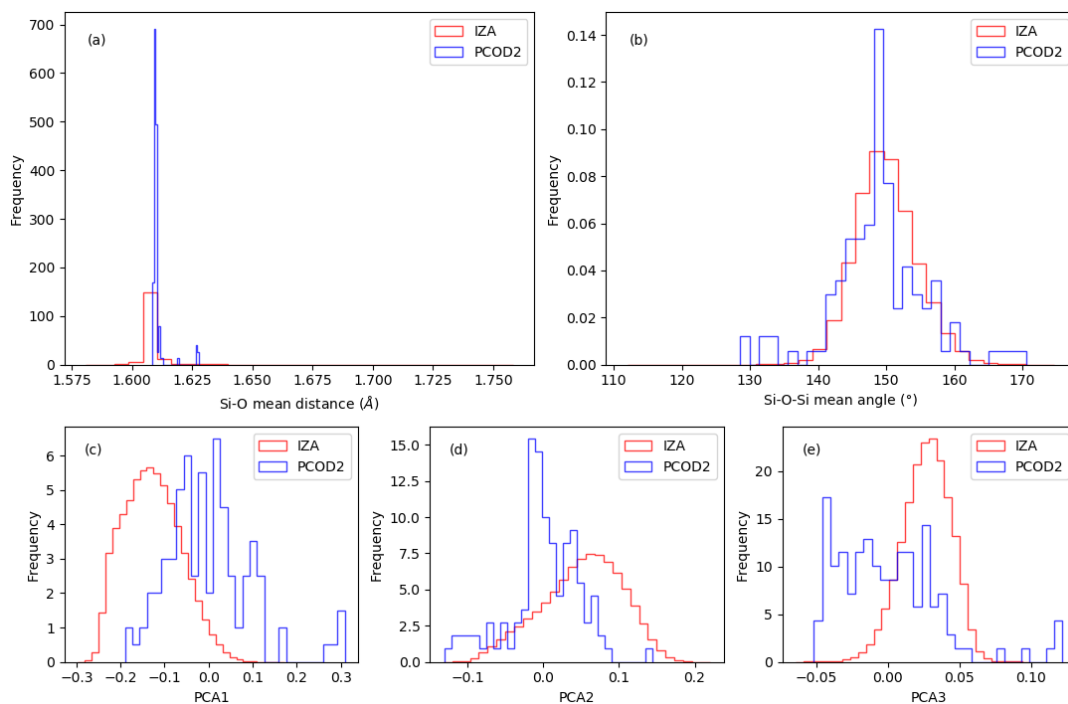 (a)
IZA
PCOD2
700
600
500
400
300
200
100
0
Frequency
1.575 1.600 1.625 1.650 1.675 1.700 1.725 1.750
Si-O mean distance (Å)
(b)
IZA
PCOD2
0.14
0.12
0.10
0.08
0.06
0.04
0.02
0.00
Frequency
110 120 130 140 150 160 170
Si-O-Si mean angle (°)
(c)
IZA
PCOD2
6
5
4
3
2
1
0
Frequency
−0.3 −0.2 −0.1 0.0 0.1 0.2 0.3
PCA1
(d)
IZA
PCOD2
15.0
12.5
10.0
7.5
5.0
2.5
0.0
Frequency
−0.1 0.0 0.1 0.2
PCA2
(e)
IZA
PCOD2
20
15
10
5
0
Frequency
−0.05 0.00 0.05 0.10
PCA3